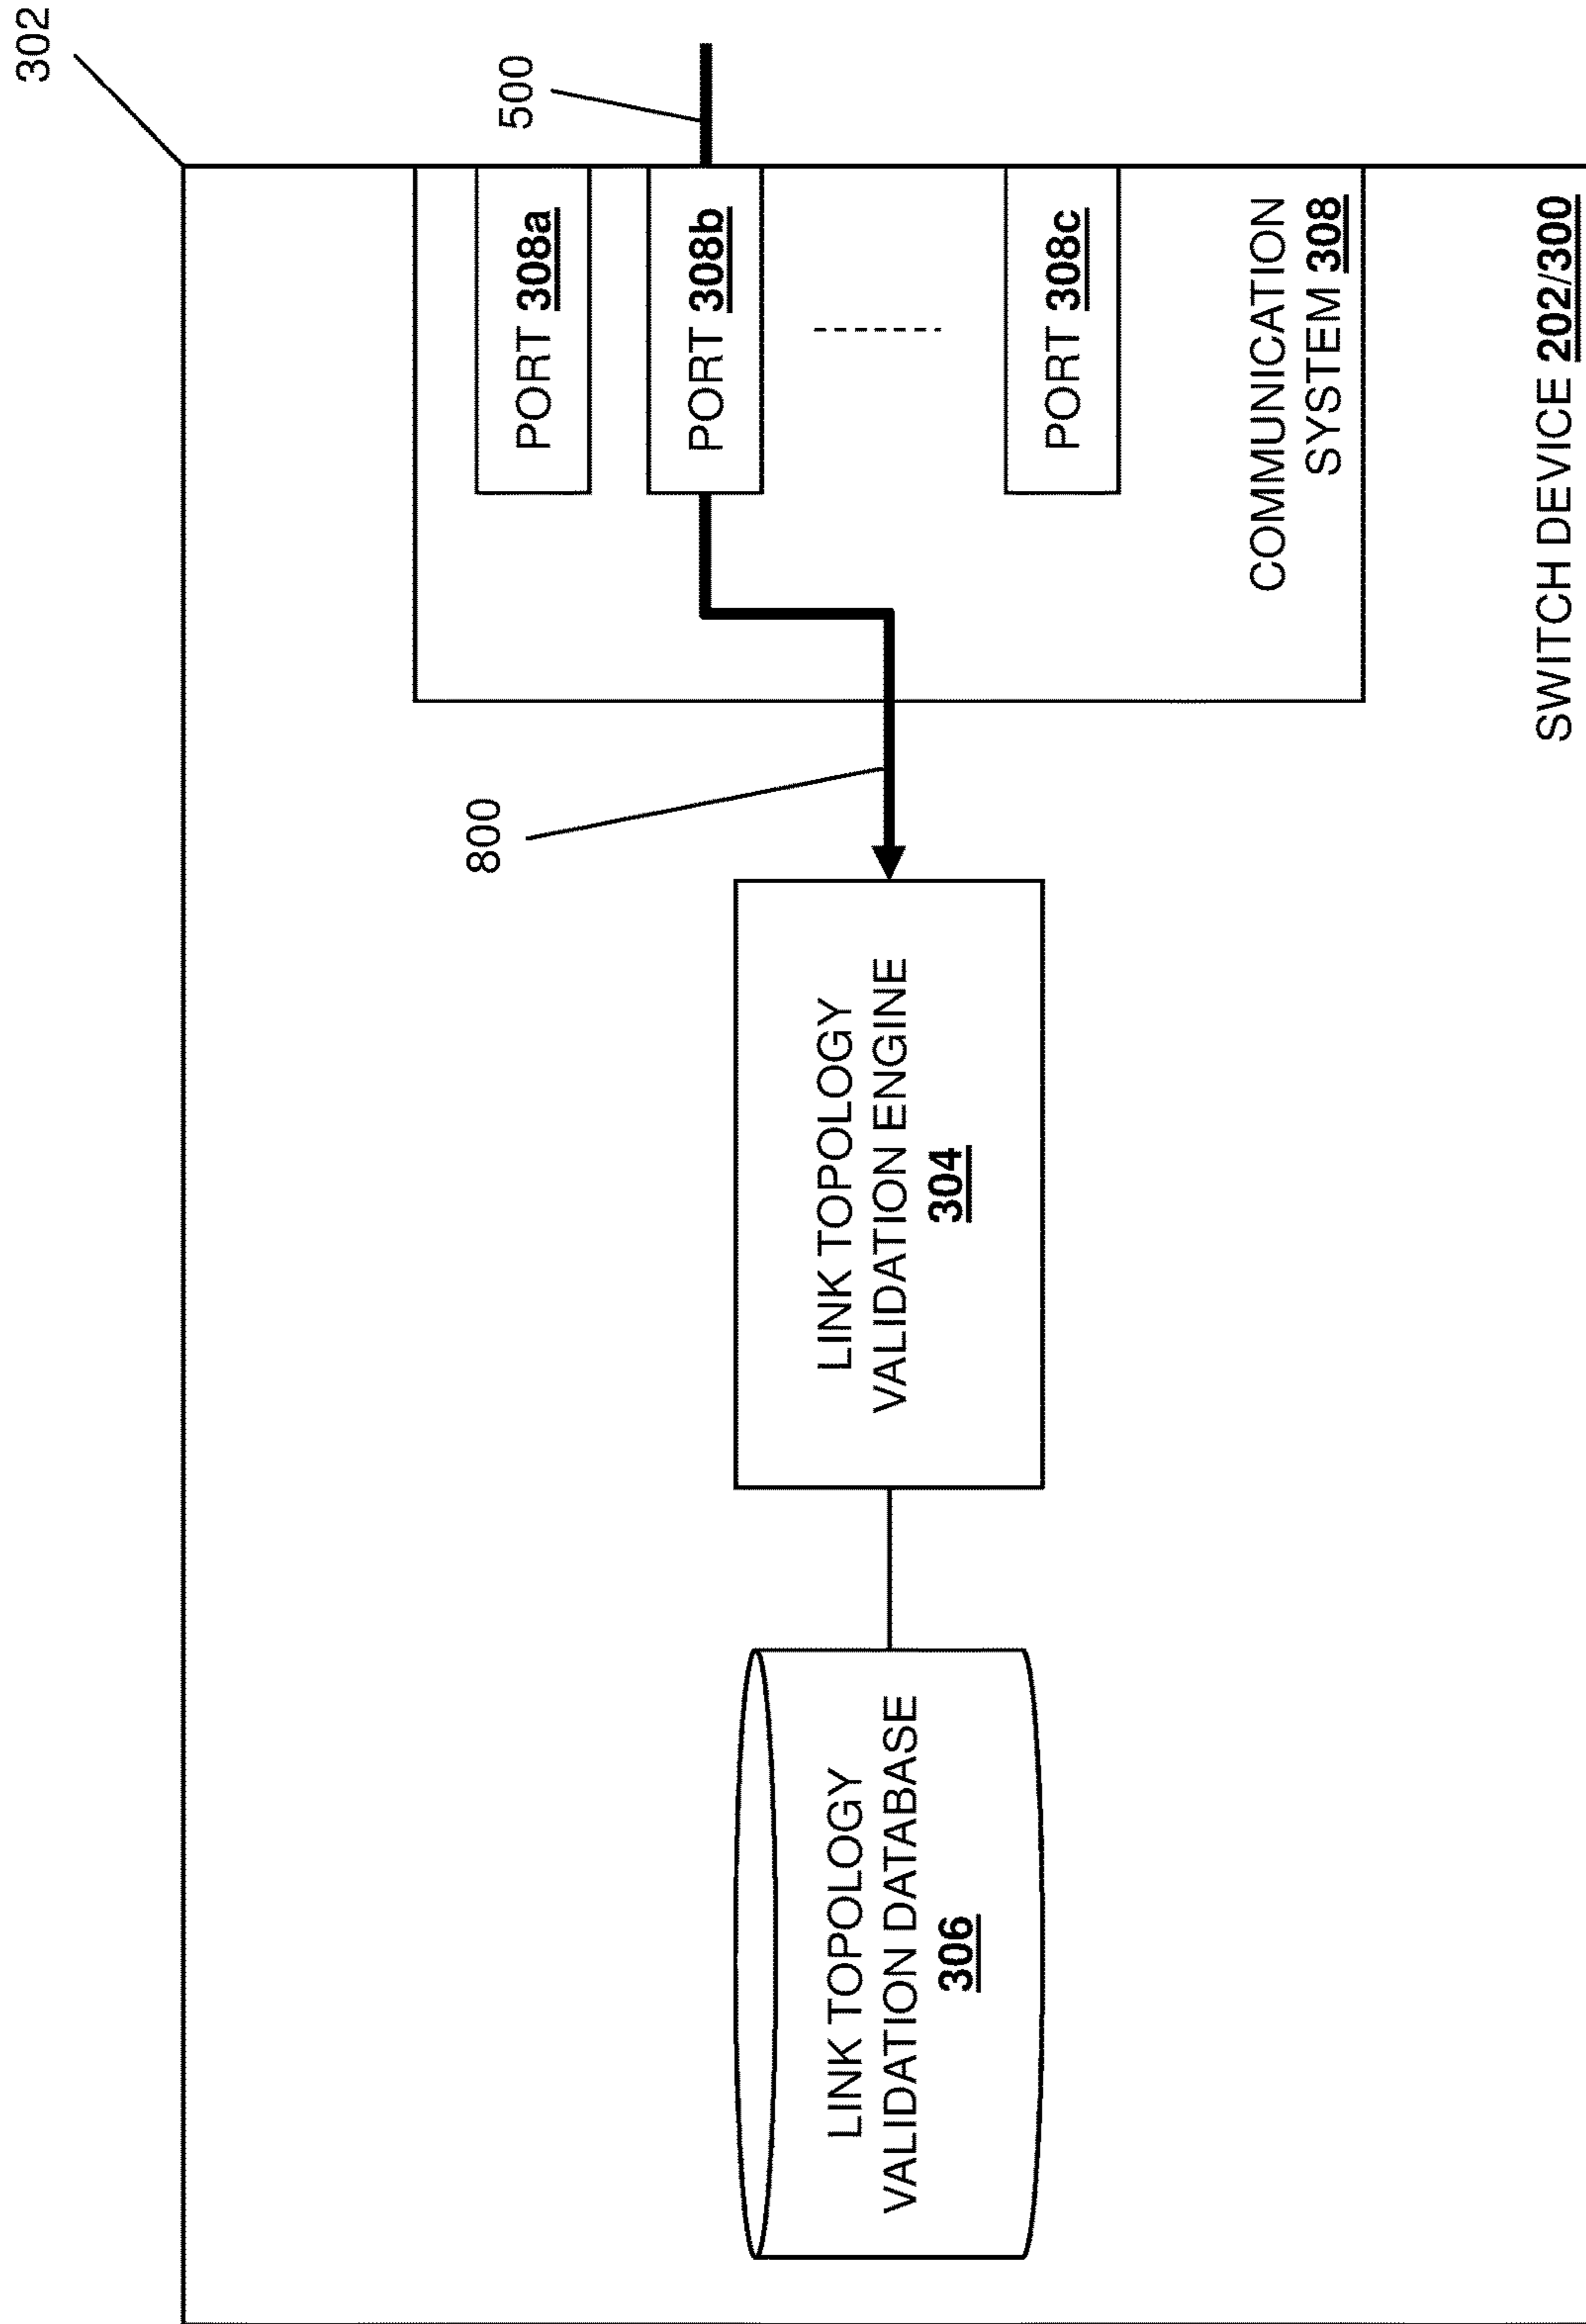 302
500
PORT 308a
PORT 308b
PORT 308c
COMMUNICATION
SYSTEM 308
SWITCH DEVICE 202/300
800
LINK TOPOLOGY
VALIDATION ENGINE
304
LINK TOPOLOGY
VALIDATION DATABASE
306